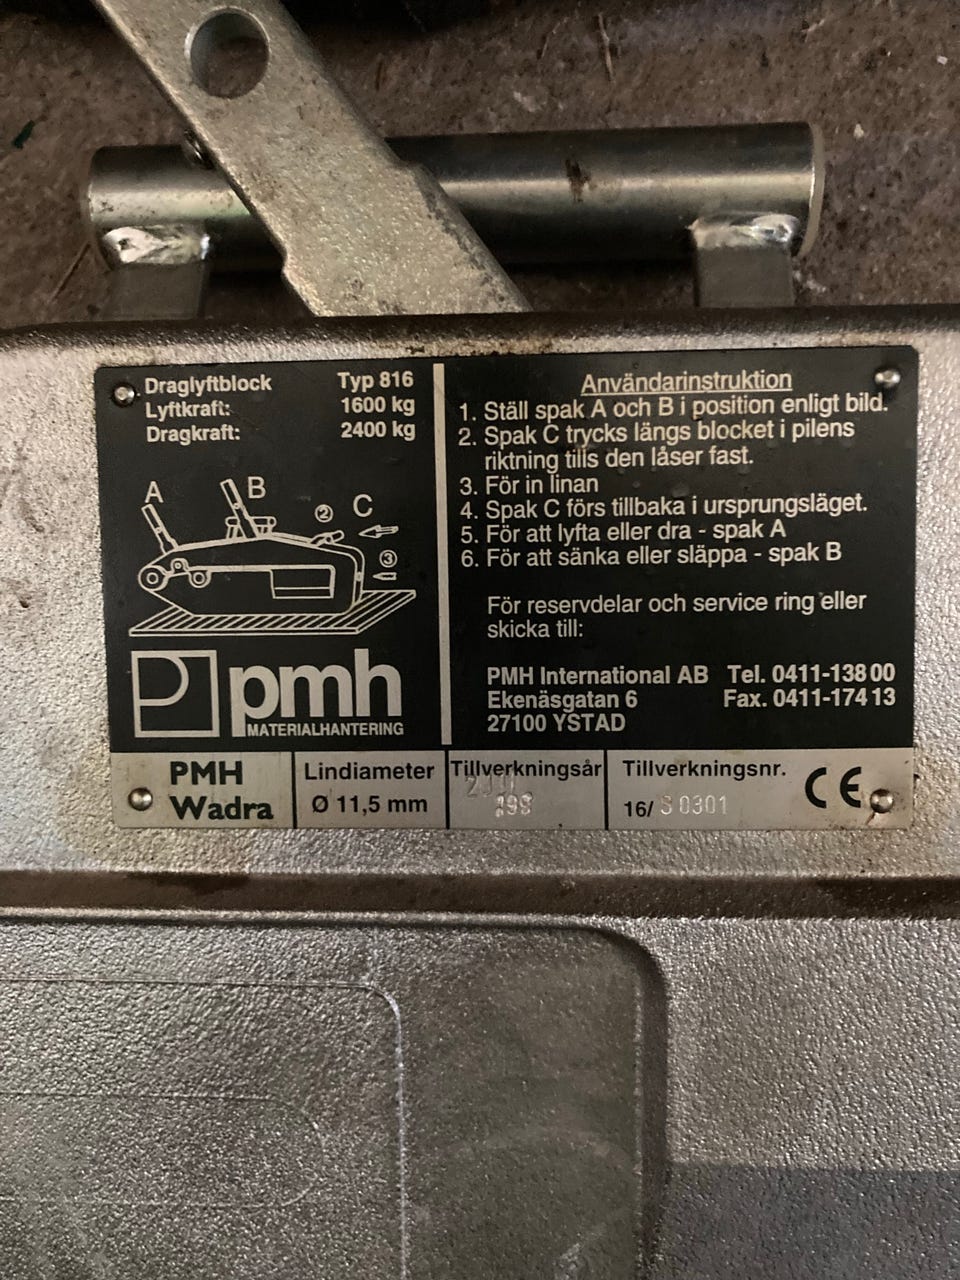 Draglyftblock Typ 816
Lyftkraft: 1600 kg
Dragkraft: 2400 kg
A
B
② C
③
pmh
MATERIALHANTERING
Användarinstruktion
1. Ställ spak A och B i position enligt bild.
2. Spak C trycks längs blocket i pilens
riktning tills den låser fast.
3. För in linan
4. Spak C förs tillbaka i ursprungsläget.
5. För att lyfta eller dra - spak A
6. För att sänka eller släppa - spak B
För reservdelar och service ring eller
skicka till:
PMH International AB Tel. 0411-138 00
Ekenäsgatan 6 Fax. 0411-174 13
27100 YSTAD
PMH
Wadra
Lindiameter
Ø 11,5 mm
Tillverkningsår
Tillverkningsnr.
16/ S 0301
CE